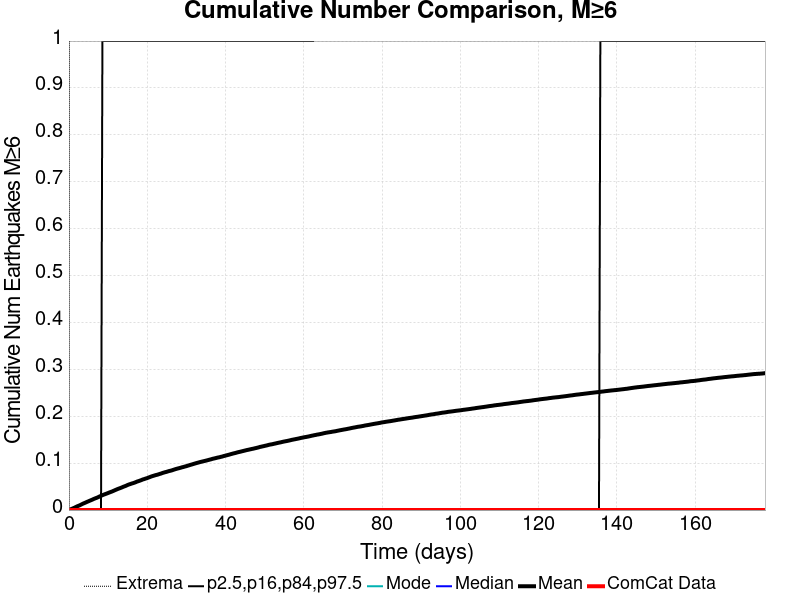 Cumulative Number Comparison, M≥6
Cumulative Num Earthquakes M≥6
1
0.9
0.8
0.7
0.6
0.5
0.4
0.3
0.2
0.1
0
0 20 40 60 80 100 120 140 160
Time (days)
Extrema p2.5,p16,p84,p97.5 Mode Median Mean ComCat Data